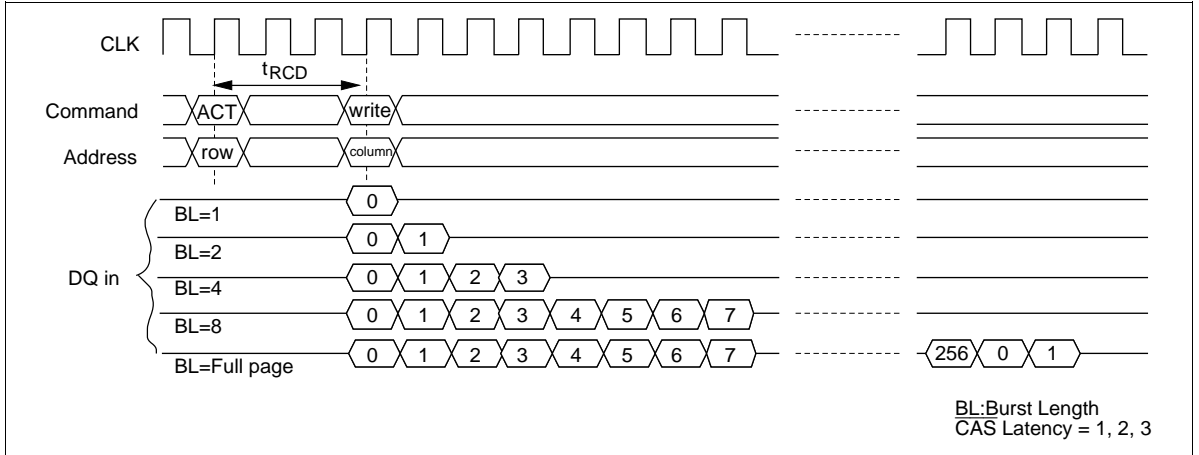 CLK
tRCD
Command ACT write
Address row column
0
BL=1
0 1
BL=2
DQ in
0 1 2 3
BL=4
0 1 2 3 4 5 6 7
BL=8
0 1 2 3 4 5 6 7 256 0 1
BL=Full page
BL:Burst Length
CAS Latency = 1, 2, 3